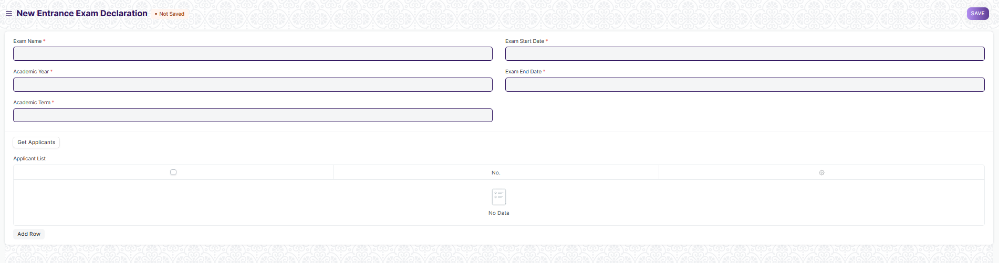 New Entrance Exam Declaration
• Not Saved
SAVE
Exam Name *
Exam Start Date *
Academic Year *
Exam End Date *
Academic Term *
Get Applicants
Applicant List
No.
No Data
Add Row